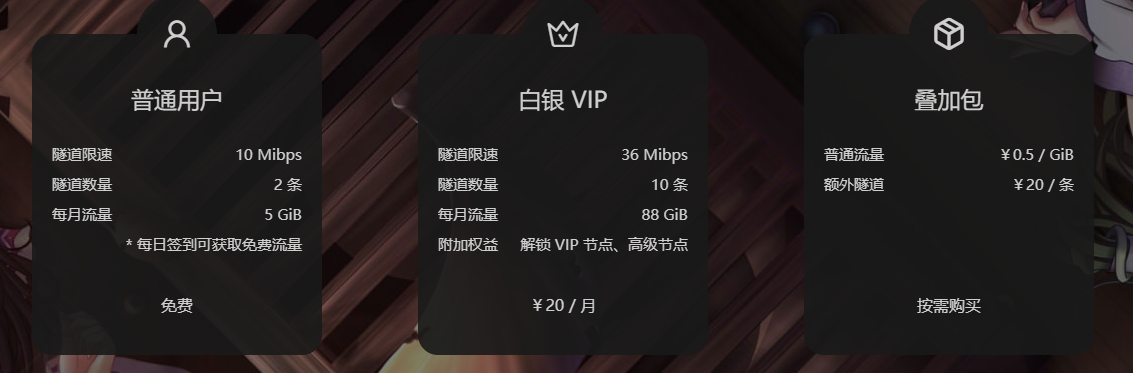 普通用户
隧道限速 10 Mibps
隧道数量 2 条
每月流量 5 GiB
* 每日签到可获取免费流量
免费
白银 VIP
隧道限速 36 Mibps
隧道数量 10 条
每月流量 88 GiB
附加权益 解锁 VIP 节点、高级节点
￥20 / 月
叠加包
普通流量 ￥0.5 / GiB
额外隧道 ￥20 / 条
按需购买